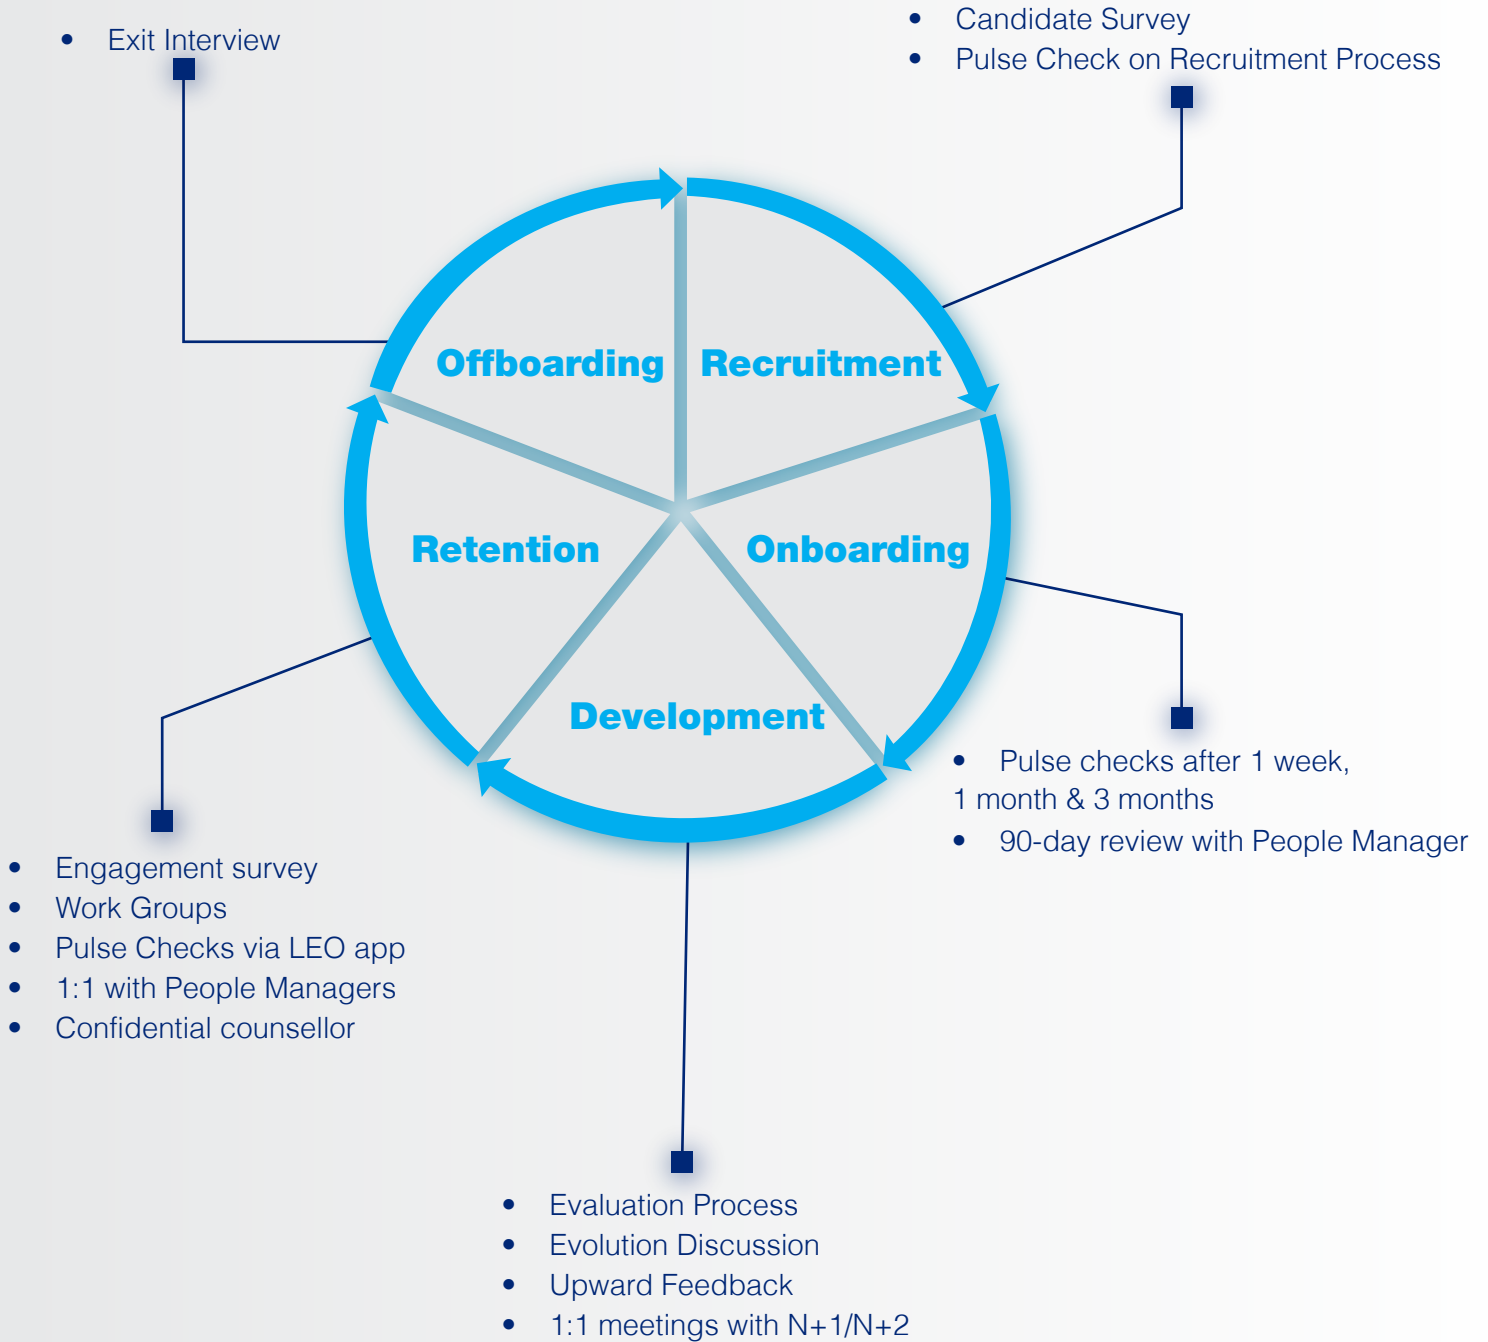 • Exit Interview
• Candidate Survey
• Pulse Check on Recruitment Process
Offboarding
Recruitment
Retention
Onboarding
Development
• Pulse checks after 1 week,
1 month & 3 months
• 90-day review with People Manager
• Engagement survey
• Work Groups
• Pulse Checks via LEO app
• 1:1 with People Managers
• Confidential counsellor
• Evaluation Process
• Evolution Discussion
• Upward Feedback
• 1:1 meetings with N+1/N+2